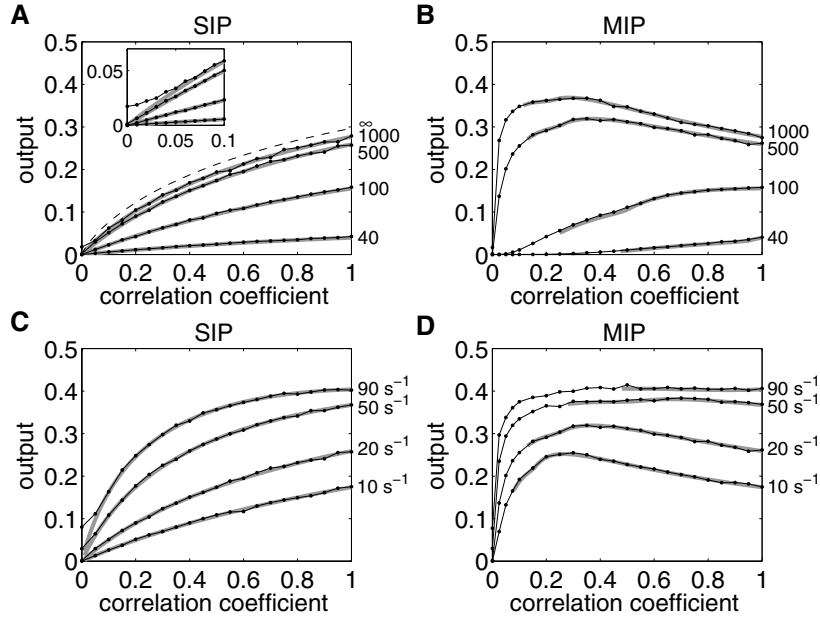 A
SIP
0.5
0.4
0.3
0.2
0.1
0
output
0.05
0
0
0.05
0.1
∞
1000
500
100
40
0 0.2 0.4 0.6 0.8 1
correlation coefficient
B
MIP
0.5
0.4
0.3
0.2
0.1
0
output
1000
500
100
40
0 0.2 0.4 0.6 0.8 1
correlation coefficient
C
SIP
0.5
0.4
0.3
0.2
0.1
0
output
90 s⁻¹
50 s⁻¹
20 s⁻¹
10 s⁻¹
0 0.2 0.4 0.6 0.8 1
correlation coefficient
D
MIP
0.5
0.4
0.3
0.2
0.1
0
output
90 s⁻¹
50 s⁻¹
20 s⁻¹
10 s⁻¹
0 0.2 0.4 0.6 0.8 1
correlation coefficient